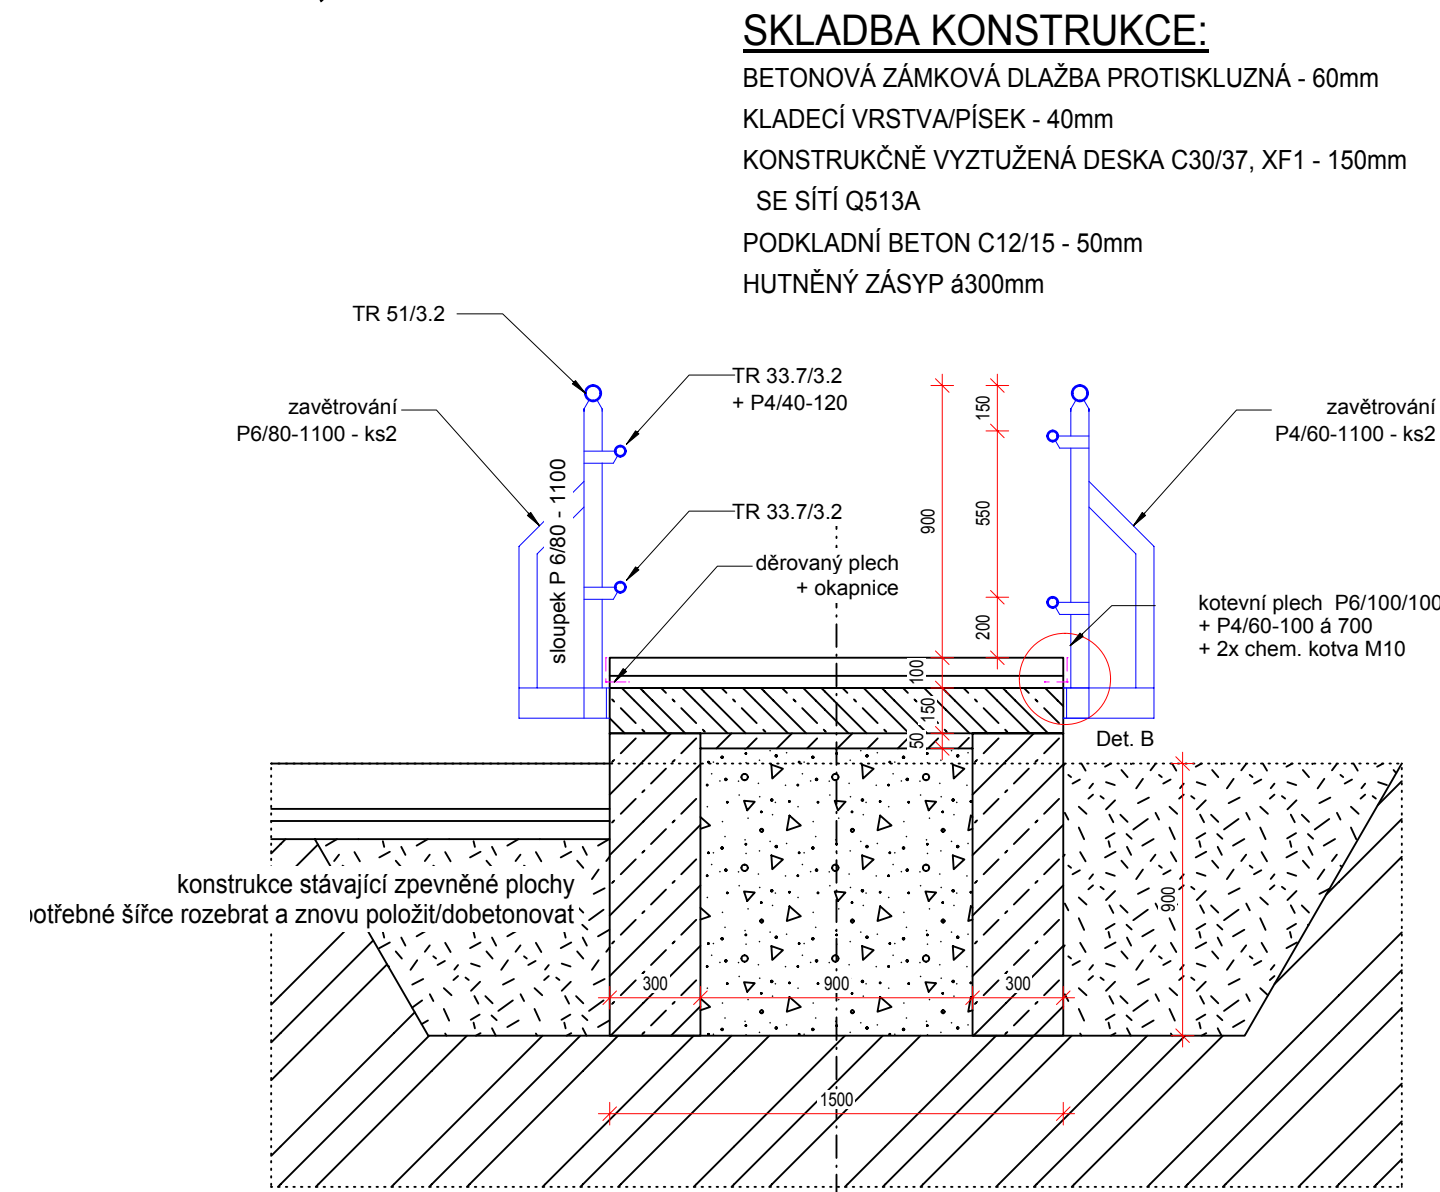 SKLADBA KONSTRUKCE:
BETONOVÁ ZÁMKOVÁ DLAŽBA PROTISKLUZNÁ - 60mm
KLADECÍ VRSTVA/PÍSEK - 40mm
KONSTRUKČNĚ VYZTUŽENÁ DESKA C30/37, XF1 - 150mm
SE SÍTÍ Q513A
PODKLADNÍ BETON C12/15 - 50mm
HUTNĚNÝ ZÁSYP á300mm
TR 51/3.2
TR 33.7/3.2
+ P4/40-120
zavětrování
P6/80-1100 - ks2
zavětrování
P4/60-1100 - ks2
150
550
900
200
sloupek P 6/80 - 1100
TR 33.7/3.2
děrovaný plech
+ okapnice
kotevní plech P6/100/100
+ P4/60-100 á 700
+ 2x chem. kotva M10
100
150
50
Det. B
konstrukce stávající zpevněné plochy
otřebné šířce rozebrat a znovu položit/dobetonovat
900
300
900
300
1500